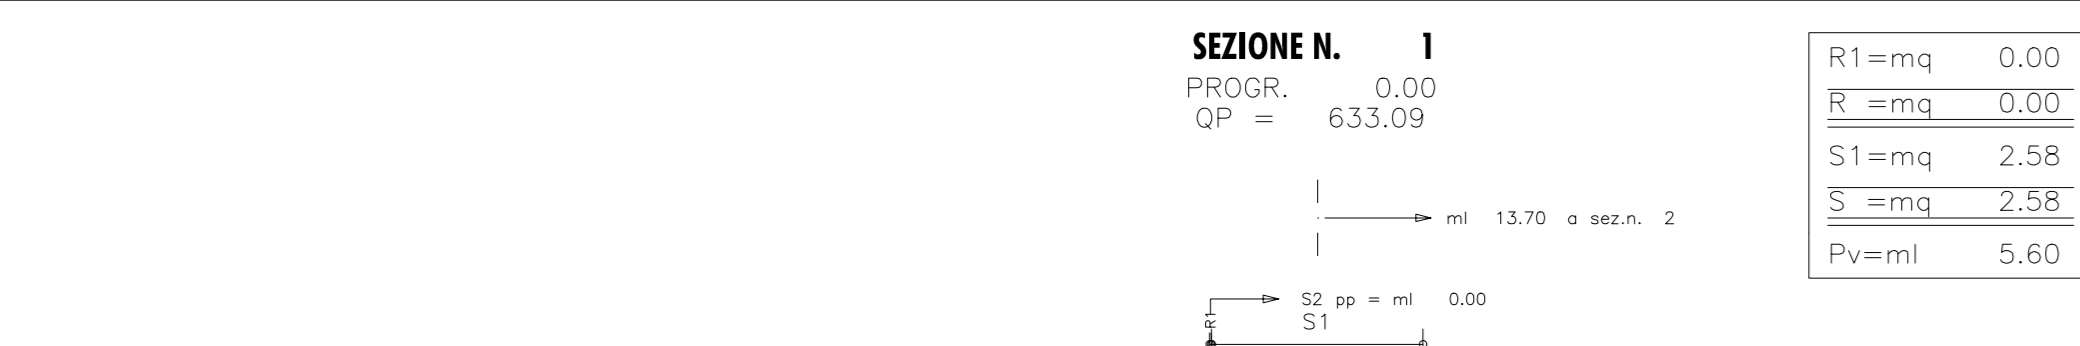 SEZIONE N. 1
PROGR. 0.00
QP = 633.09
ml 13.70 a sez.n. 2
S2 pp = ml 0.00
S1
R1
R1=mq 0.00
R =mq 0.00
S1=mq 2.58
S =mq 2.58
Pv=ml 5.60